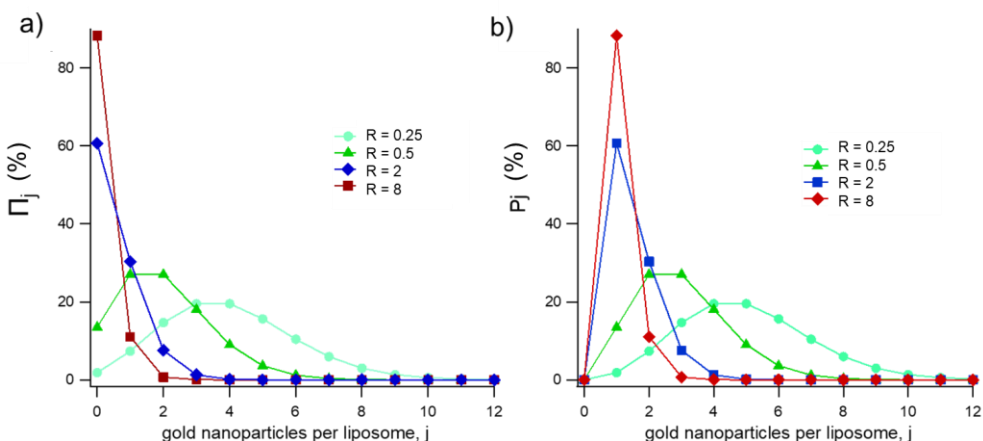 a)
Πj (%)
80
60
40
20
0
0 2 4 6 8 10 12
gold nanoparticles per liposome, j
R = 0.25
R = 0.5
R = 2
R = 8
b)
Pj (%)
80
60
40
20
0
0 2 4 6 8 10 12
gold nanoparticles per liposome, j
R = 0.25
R = 0.5
R = 2
R = 8